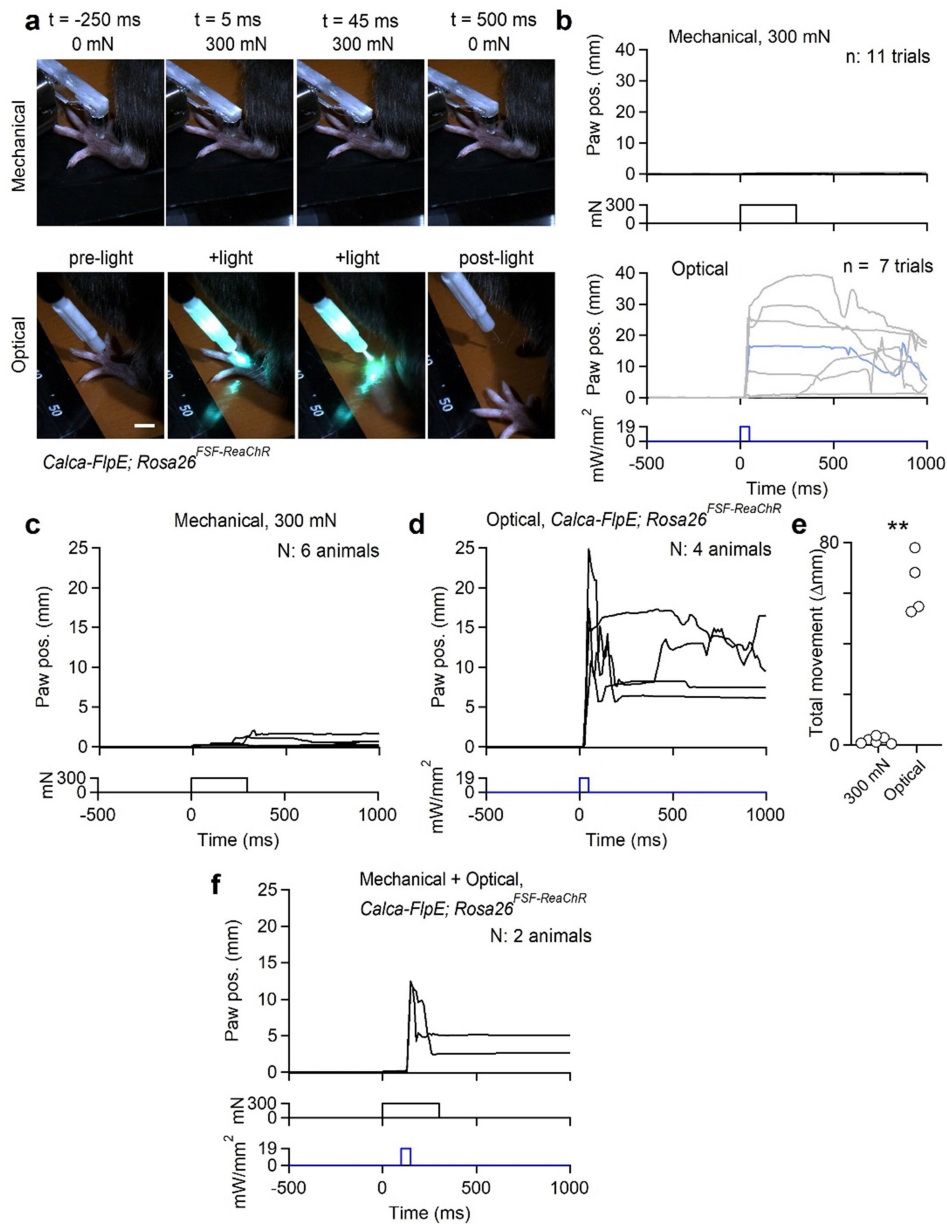 a
t = -250 ms
0 mN
t = 5 ms
300 mN
t = 45 ms
300 mN
t = 500 ms
0 mN
Mechanical
pre-light
+light
+light
post-light
Optical
50
50
50
50
Calca-FlpE; Rosa26^FSF-ReaChR
b
Mechanical, 300 mN
n: 11 trials
Paw pos. (mm)
40
30
20
10
0
mN
300
0
Optical
n = 7 trials
Paw pos. (mm)
40
30
20
10
0
mW/mm²
19
0
-500
0
500
1000
Time (ms)
c
Mechanical, 300 mN
N: 6 animals
Paw pos. (mm)
25
20
15
10
5
0
mN
300
0
-500
0
500
1000
Time (ms)
d
Optical, Calca-FlpE; Rosa26^FSF-ReaChR
N: 4 animals
Paw pos. (mm)
25
20
15
10
5
0
mW/mm²
19
0
-500
0
500
1000
Time (ms)
e
**
Total movement (Δmm)
80
0
300 mN
Optical
f
Mechanical + Optical,
Calca-FlpE; Rosa26^FSF-ReaChR
N: 2 animals
Paw pos. (mm)
25
20
15
10
5
0
mN
300
0
mW/mm²
19
0
-500
0
500
1000
Time (ms)